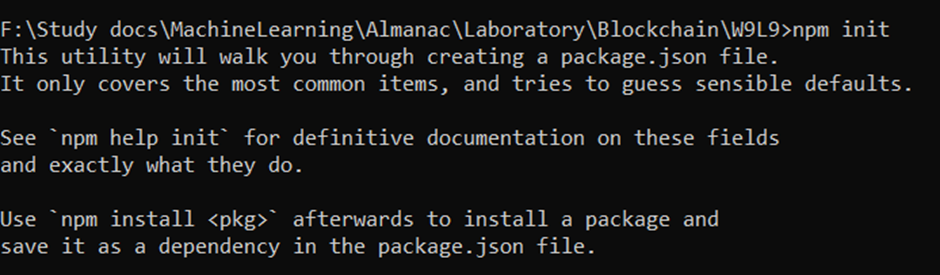 F:\Study docs\MachineLearning\Almanac\Laboratory\Blockchain\W9L9>npm init
This utility will walk you through creating a package.json file.
It only covers the most common items, and tries to guess sensible defaults.
See `npm help init` for definitive documentation on these fields
and exactly what they do.
Use `npm install <pkg>` afterwards to install a package and
save it as a dependency in the package.json file.